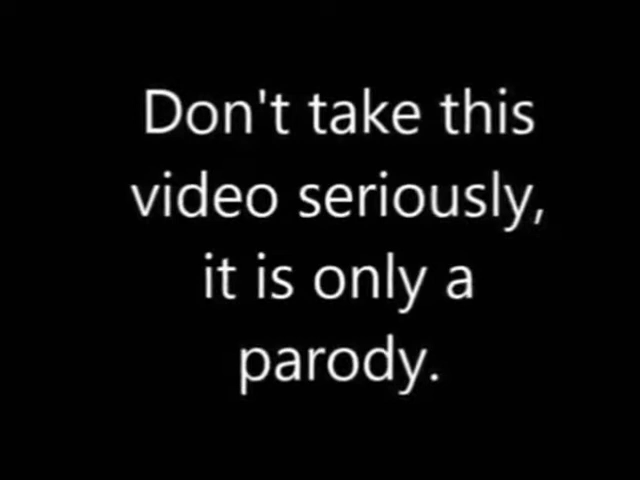 Don't take this
video seriously,
it is only a
parody.